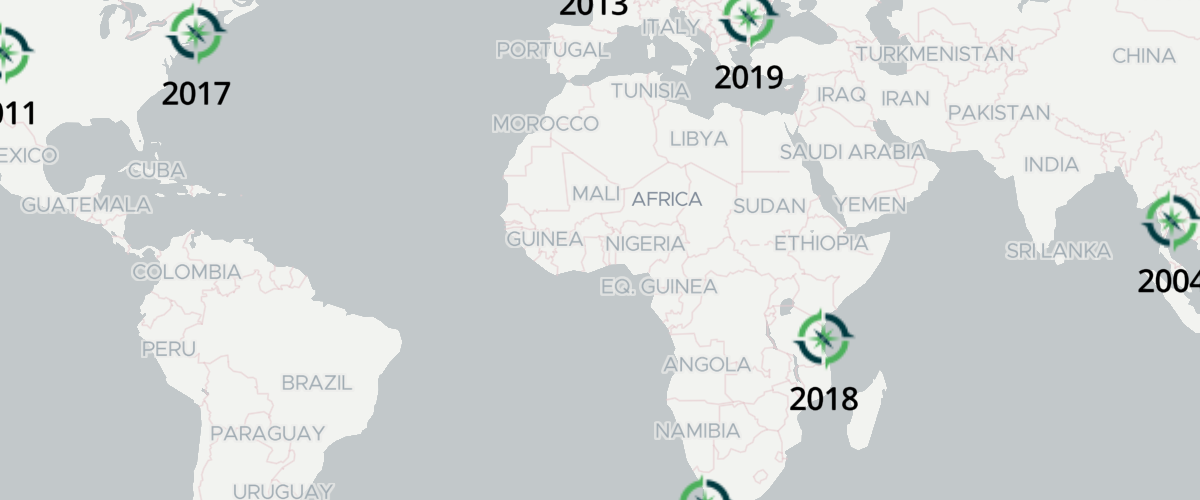 2013
ITALY
PORTUGAL
TURKMENISTAN
CHINA
2017
2019
TUNISIA
IRAQ
IRAN
PAKISTAN
011
MOROCCO
LIBYA
SAUDI ARABIA
INDIA
EXICO
CUBA
MALI
AFRICA
SUDAN
YEMEN
GUATEMALA
GUINEA
NIGERIA
ETHIOPIA
SRI LANKA
COLOMBIA
EQ. GUINEA
2004
PERU
ANGOLA
BRAZIL
2018
PARAGUAY
NAMIBIA
URUGUAY